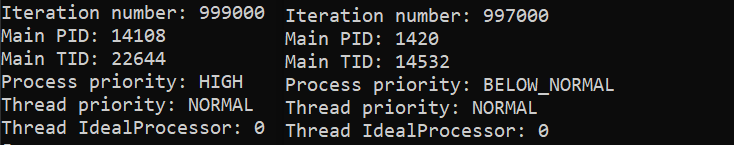 Iteration number: 999000
Main PID: 14108
Main TID: 22644
Process priority: HIGH
Thread priority: NORMAL
Thread IdealProcessor: 0
Iteration number: 997000
Main PID: 1420
Main TID: 14532
Process priority: BELOW_NORMAL
Thread priority: NORMAL
Thread IdealProcessor: 0